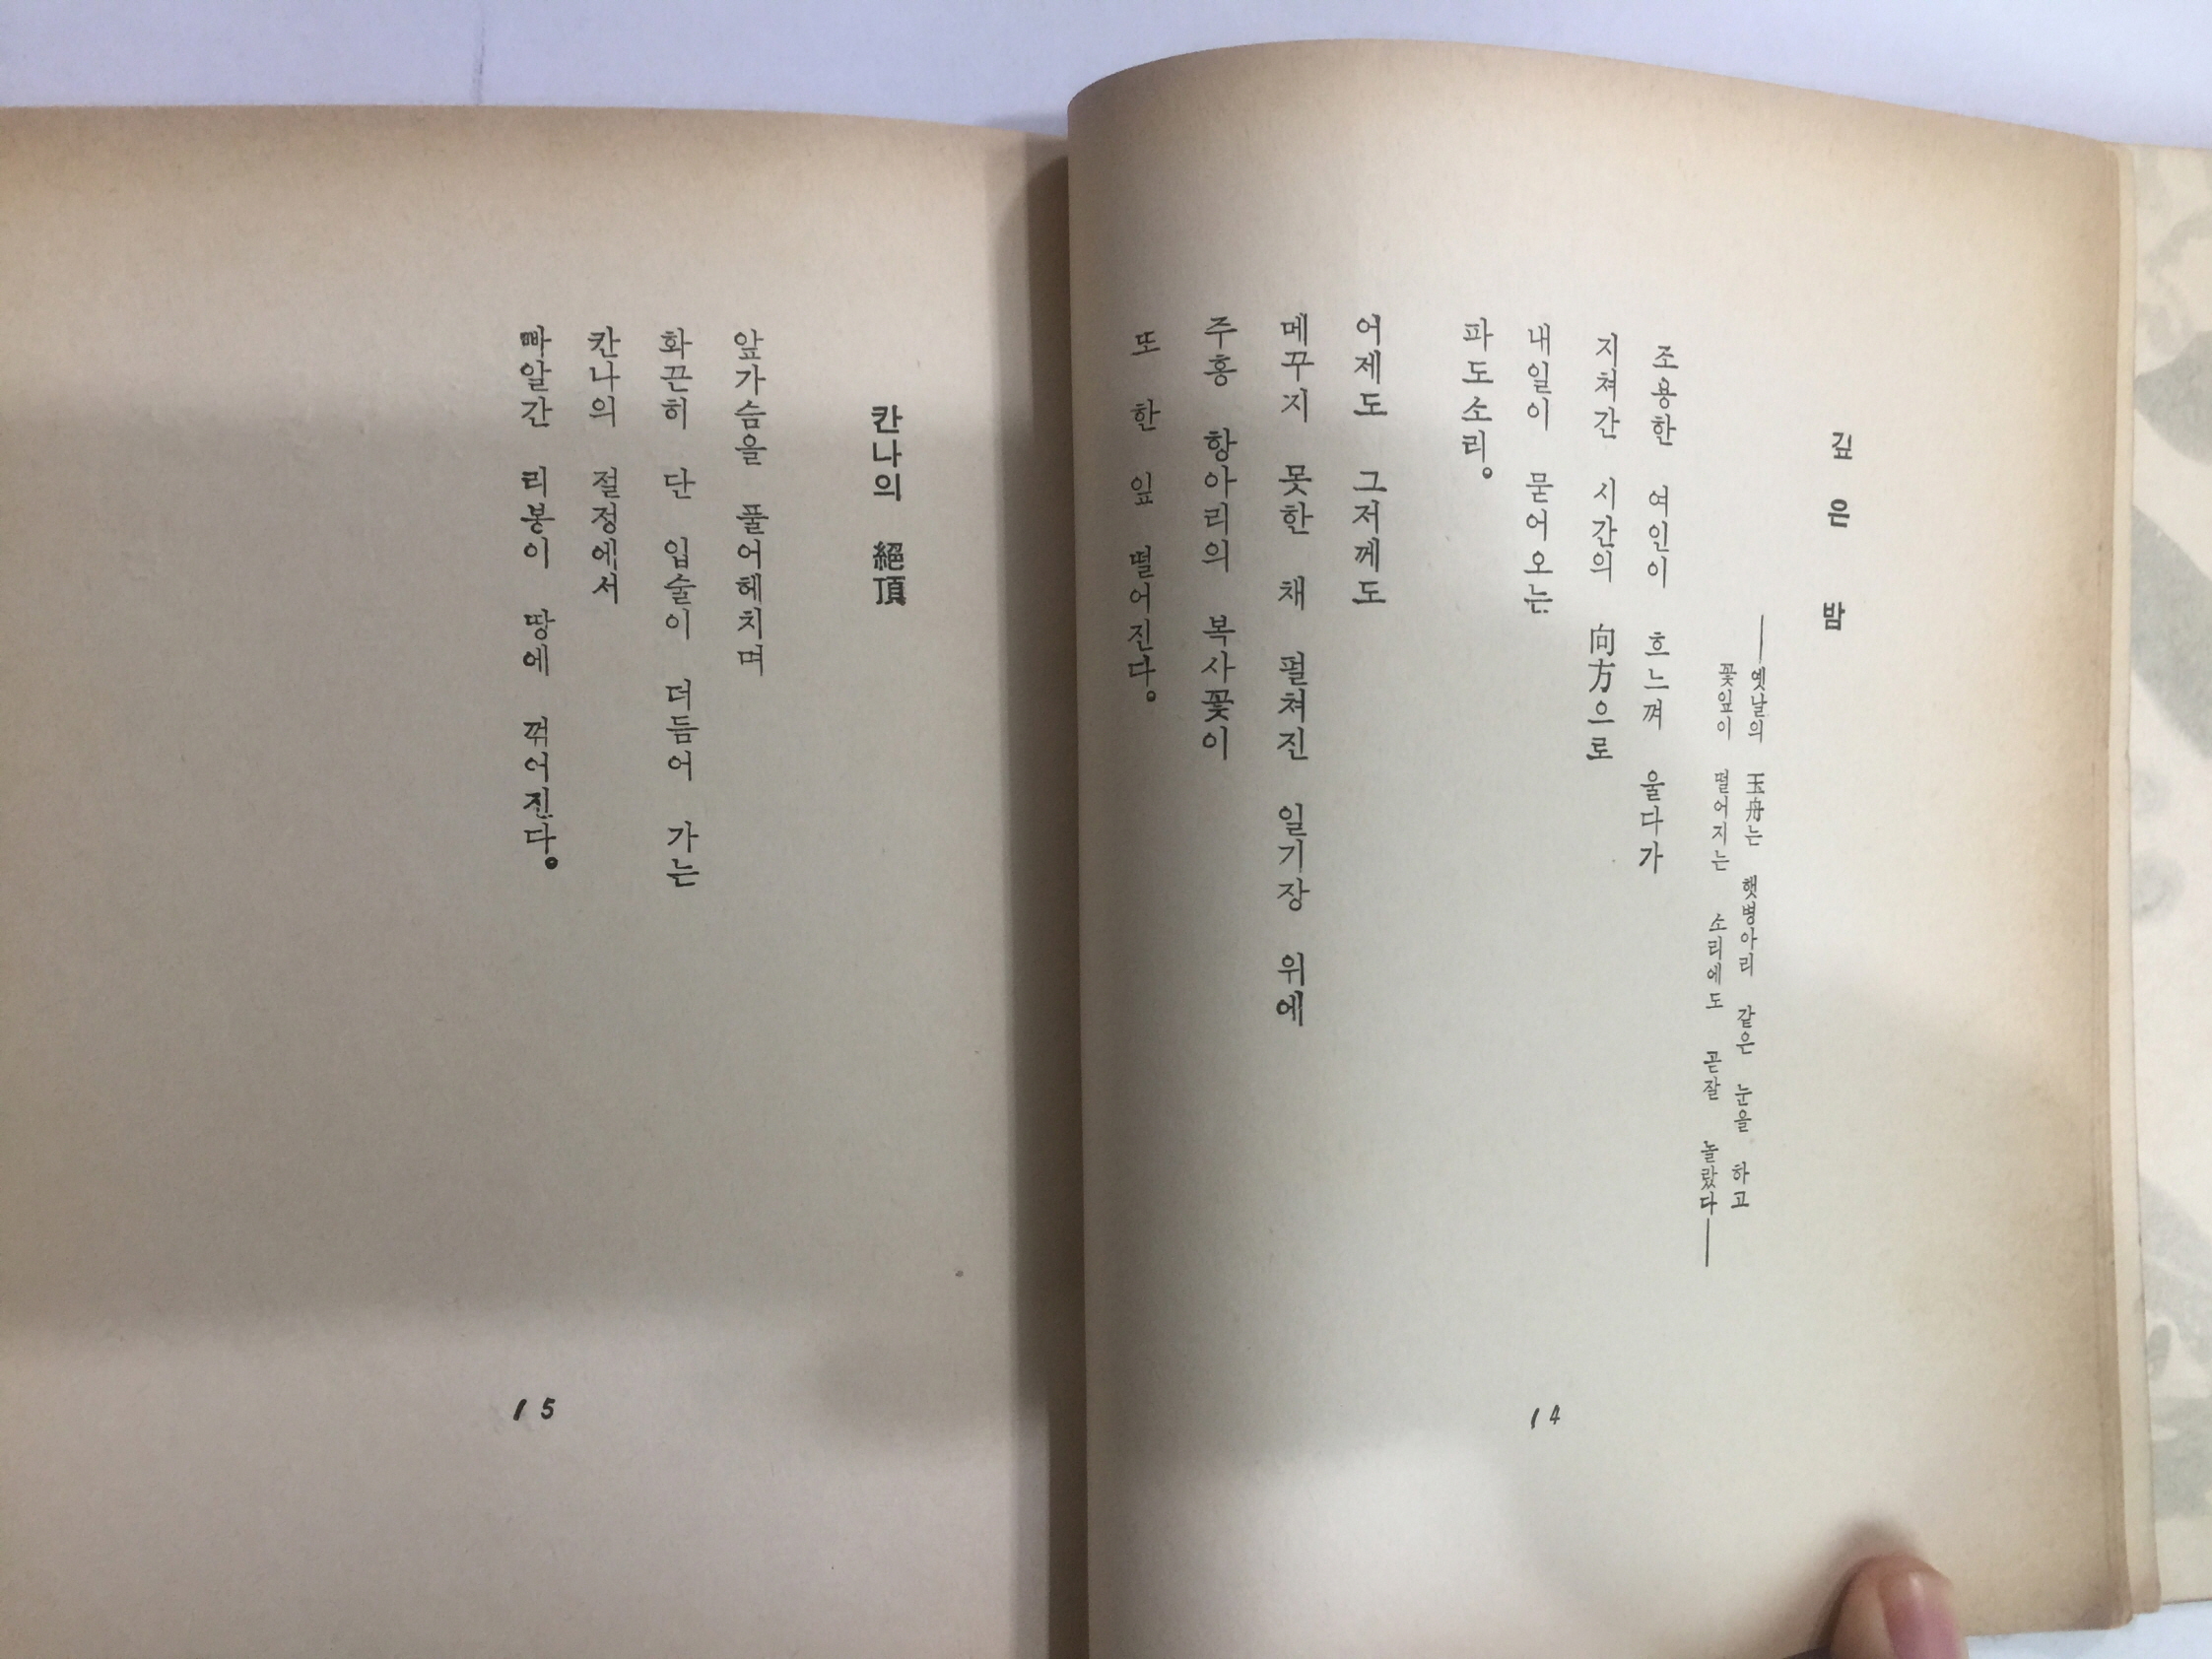 깊은 밤
―옛날의 玉舟는 햇병아리 같은 눈을 하고
꽃잎이 떨어지는 소리에도 곧잘 놀랐다―
조용한 여인이 흐느껴 울다가
지쳐간 시간의 向方으로
내일이 묻어오는
파도소리。
어제도 그저께도
메꾸지 못한 채 펼쳐진 일기장 위에
주홍 항아리의 복사꽃이
또 한 잎 떨어진다。
14
칸나의 絕頂
앞가슴을 풀어헤치며
화끈히 단 입술이 더듬어 가는
칸나의 절정에서
빠알간 리봉이 땅에 꺾어진다。
15